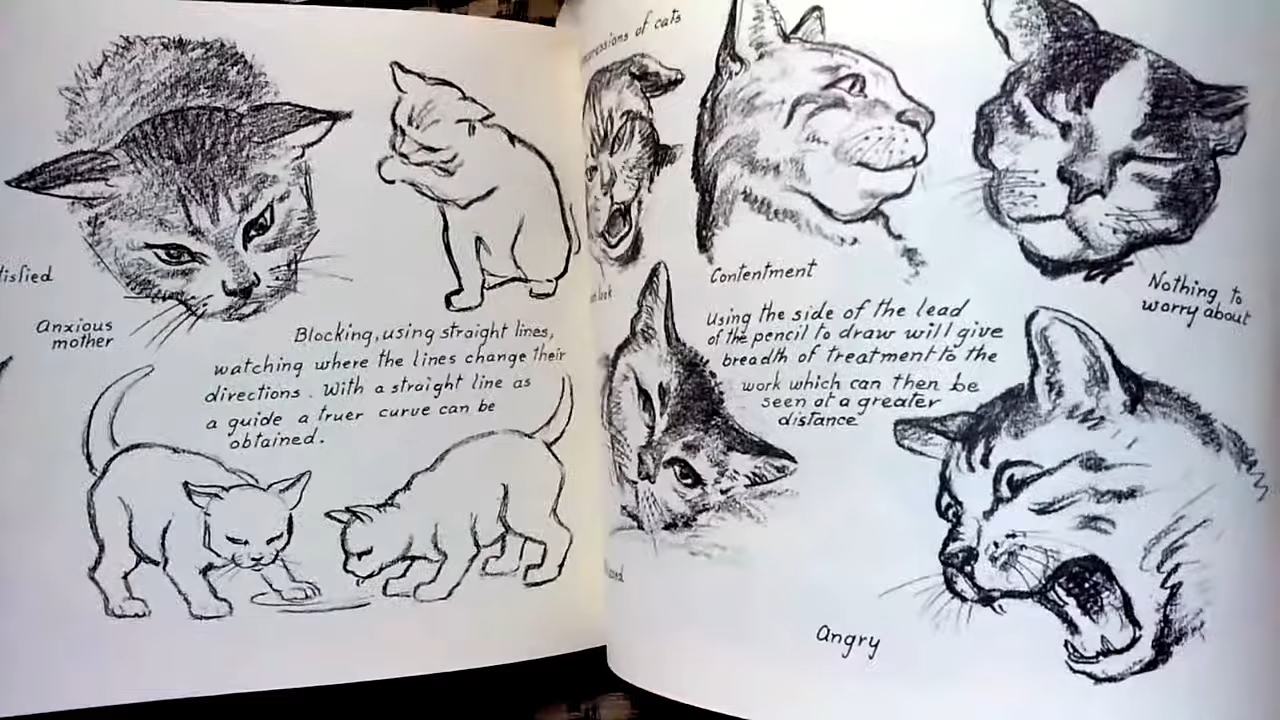 of cats
Anxious
mother
Blocking, using straight lines,
watching where the lines change their
directions. With a straight line as
a guide a truer curve can be
obtained.
Contentment
Nothing to
worry about
Using the side of the lead
of the pencil to draw will give
breadth of treatment to the
work which can then be
seen at a greater
distance
Angry